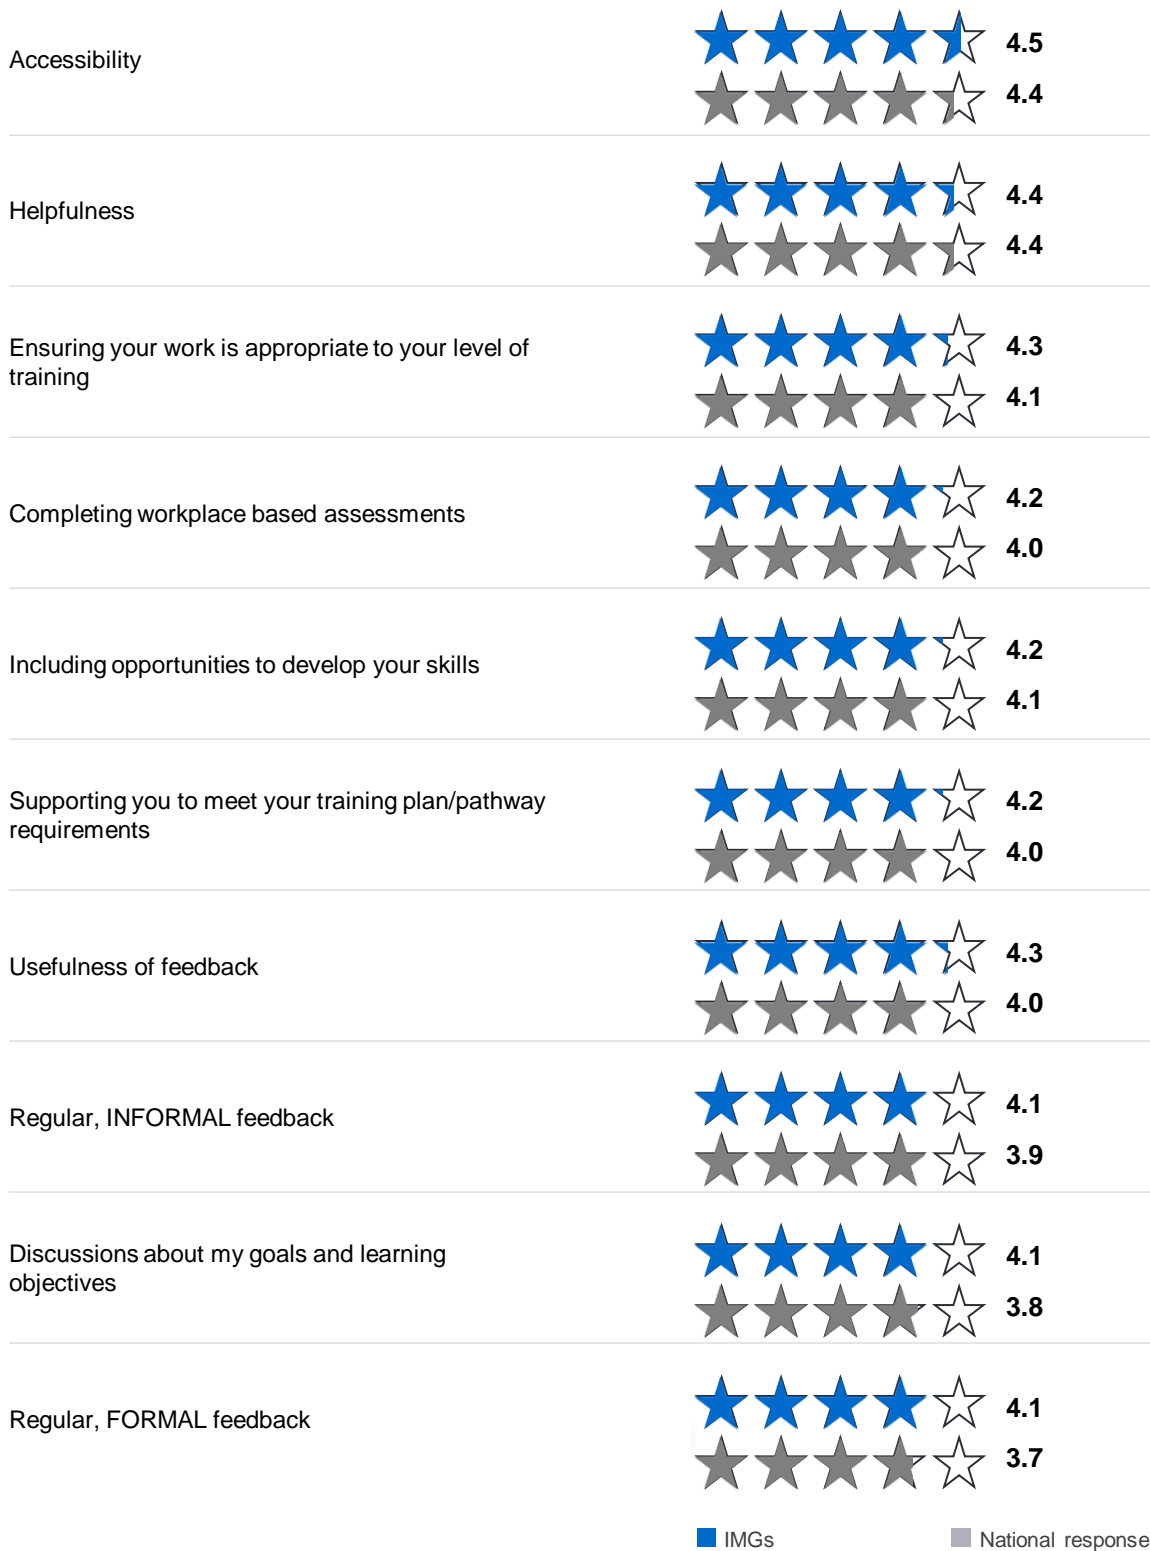 4.5
Accessibility
4.4
4.4
Helpfulness
4.4
Ensuring your work is appropriate to your level of
training
4.3
4.1
Completing workplace based assessments
4.2
4.0
Including opportunities to develop your skills
4.2
4.1
Supporting you to meet your training plan/pathway
requirements
4.2
4.0
Usefulness of feedback
4.3
4.0
Regular, INFORMAL feedback
4.1
3.9
Discussions about my goals and learning
objectives
4.1
3.8
Regular, FORMAL feedback
4.1
3.7
IMGs
National response